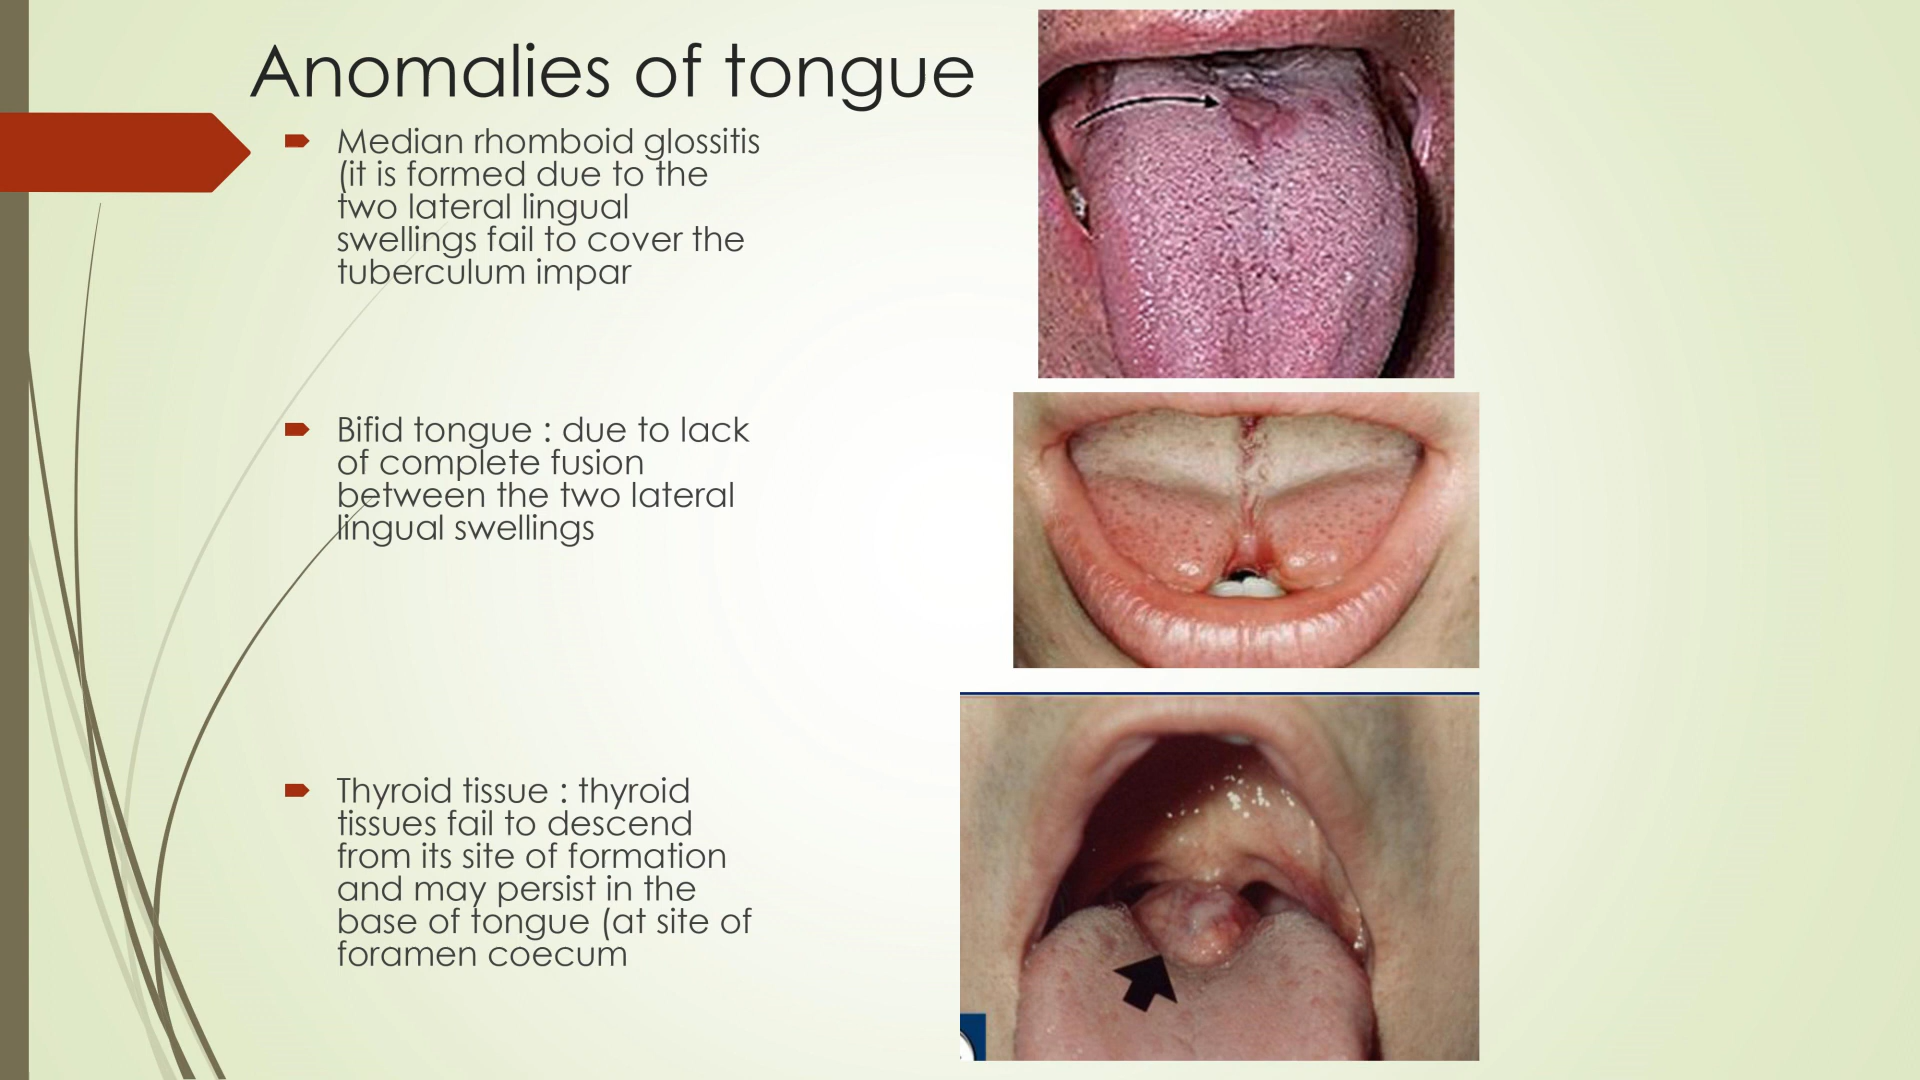 Anomalies of tongue
Median rhomboid glossitis
(it is formed due to the
two lateral lingual
swellings fail to cover the
tuberculum impar
Bifid tongue : due to lack
of complete fusion
between the two lateral
lingual swellings
Thyroid tissue : thyroid
tissues fail to descend
from its site of formation
and may persist in the
base of tongue (at site of
foramen coecum